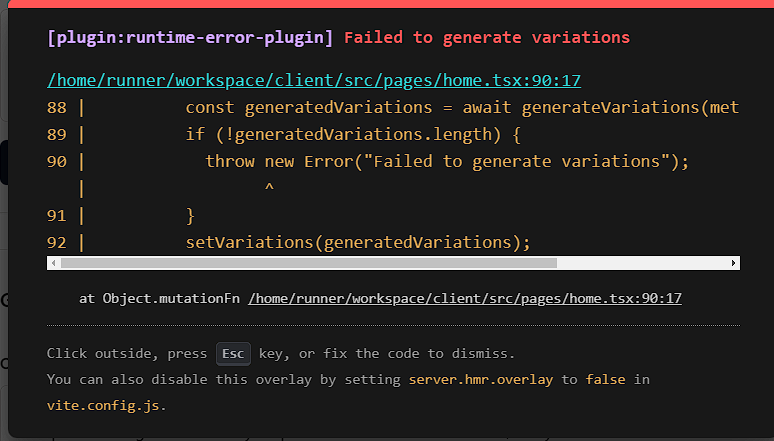 [plugin:runtime-error-plugin] Failed to generate variations
/home/runner/workspace/client/src/pages/home.tsx:90:17
88 |          const generatedVariations = await generateVariations(met
89 |          if (!generatedVariations.length) {
90 |            throw new Error("Failed to generate variations");
   |                  ^
91 |          }
92 |          setVariations(generatedVariations);
at Object.mutationFn /home/runner/workspace/client/src/pages/home.tsx:90:17
Click outside, press Esc key, or fix the code to dismiss.
You can also disable this overlay by setting server.hmr.overlay to false in
vite.config.js.